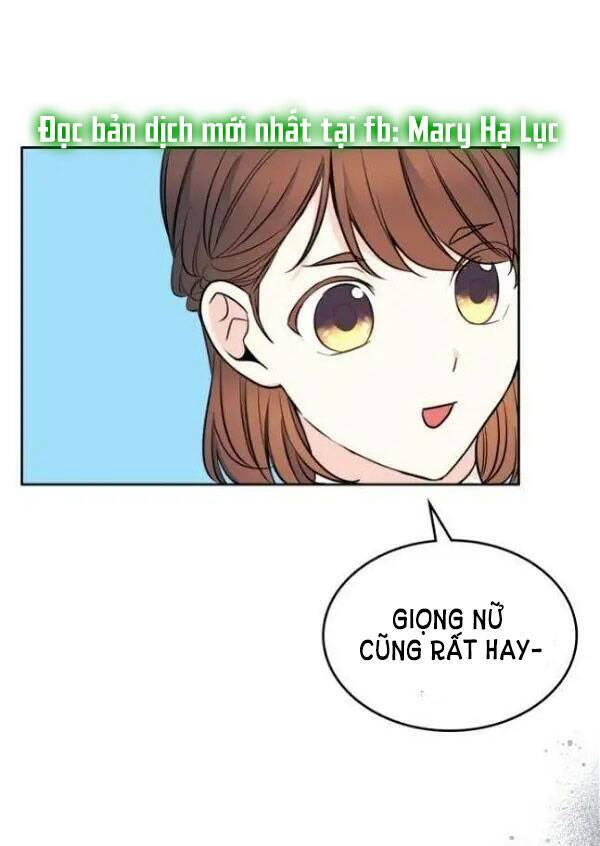 Đọc bản dịch mới nhất tại fb: Mary Hạ Lục
GIỌNG NỮ
CŨNG RẤT HAY-